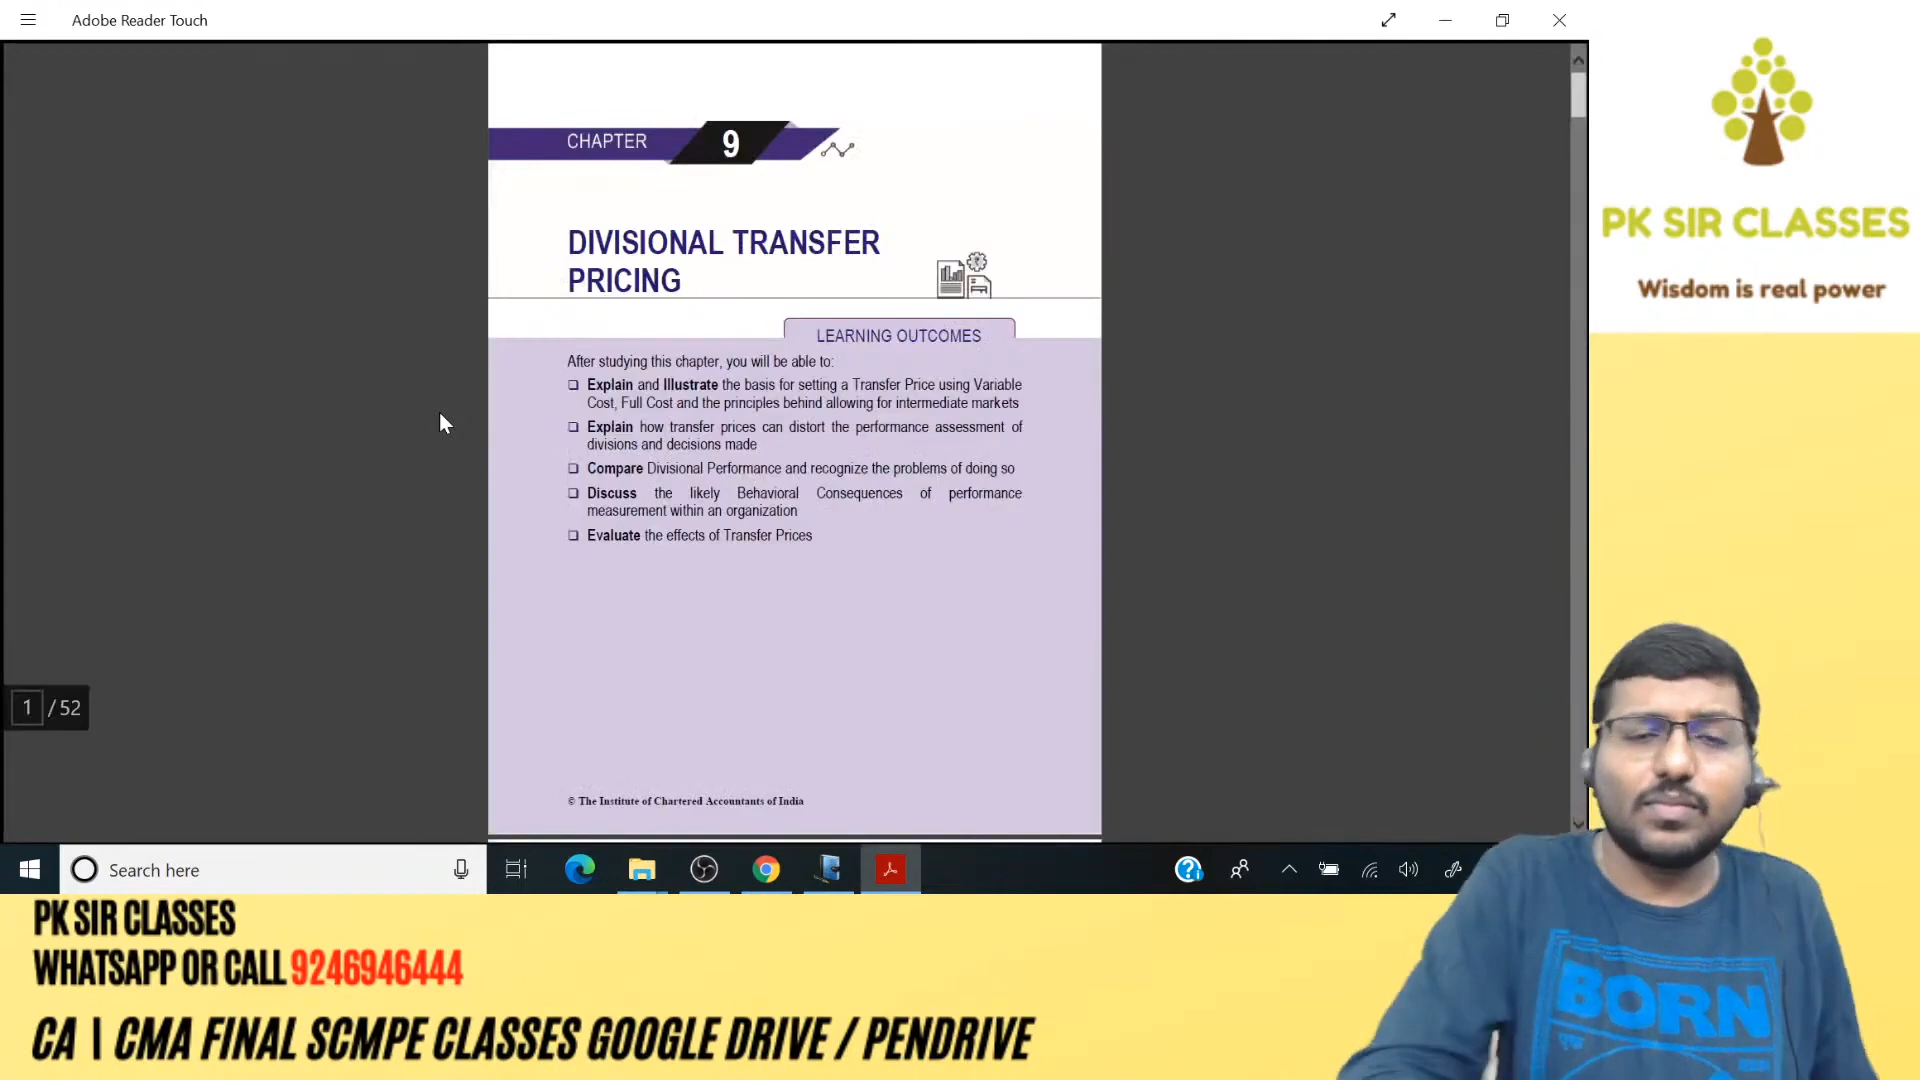 Adobe Reader Touch
CHAPTER 9
DIVISIONAL TRANSFER
PRICING
LEARNING OUTCOMES
After studying this chapter, you will be able to:
Explain and Illustrate the basis for setting a Transfer Price using Variable
Cost, Full Cost and the principles behind allowing for intermediate markets
Explain how transfer prices can distort the performance assessment of
divisions and decisions made
Compare Divisional Performance and recognize the problems of doing so
Discuss the likely Behavioral Consequences of performance
measurement within an organization
Evaluate the effects of Transfer Prices
1 / 52
© The Institute of Chartered Accountants of India
Search here
PK SIR CLASSES
Wisdom is real power
PK SIR CLASSES
WHATSAPP OR CALL 9246946444
CA \ CMA FINAL SCMPE CLASSES GOOGLE DRIVE / PENDRIVE
BORN